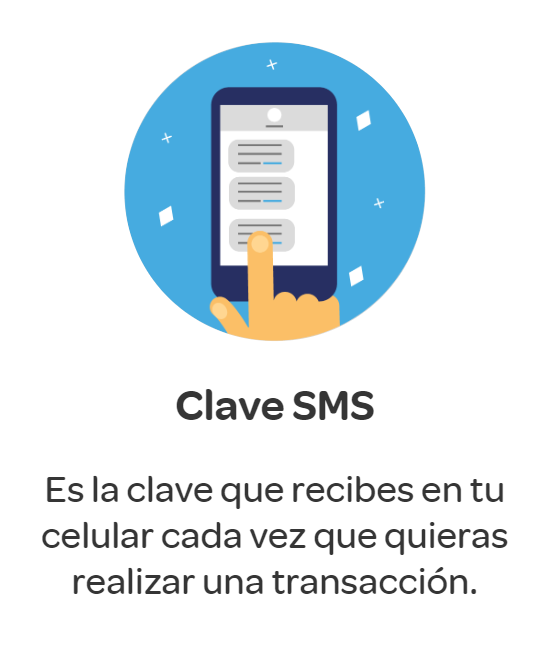 Clave SMS
Es la clave que recibes en tu
celular cada vez que quieras
realizar una transacción.